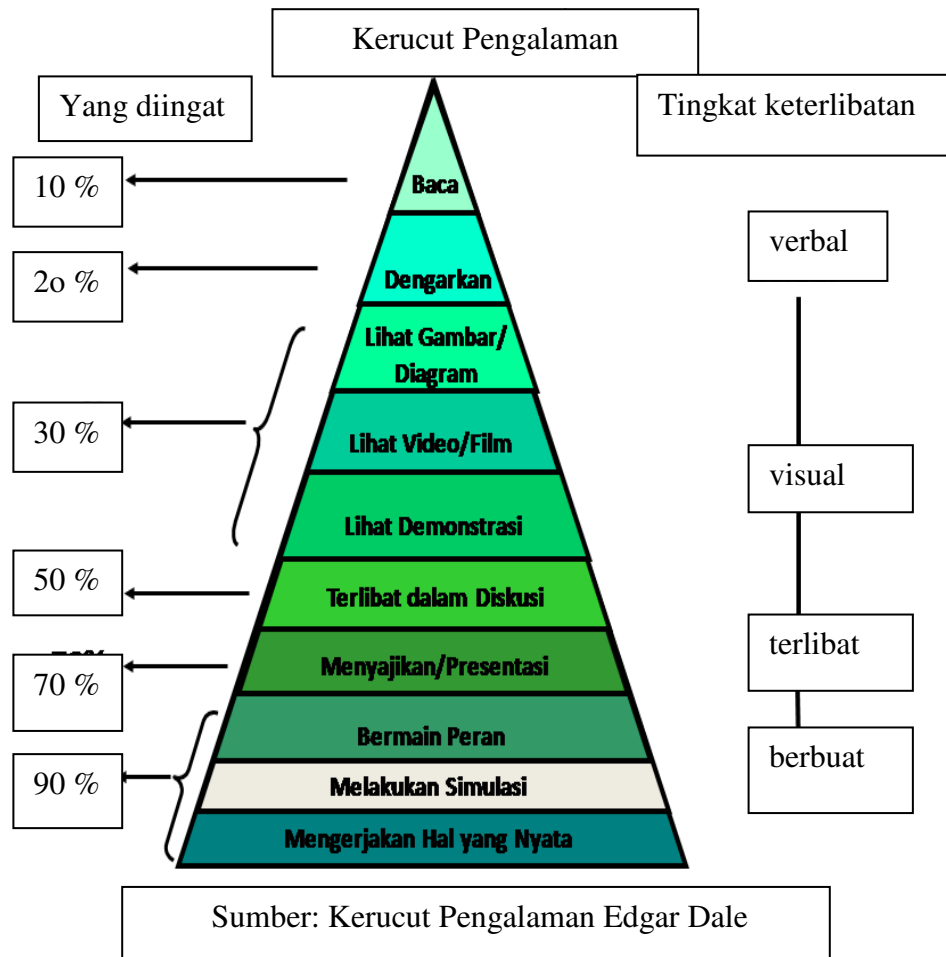 Kerucut Pengalaman
Yang diingat
Tingkat keterlibatan
10 %
2o %
30 %
50 %
70 %
90 %
Baca
Dengarkan
Lihat Gambar/
Diagram
Lihat Video/Film
Lihat Demonstrasi
Terlibat dalam Diskusi
Menyajikan/Presentasi
Bermain Peran
Melakukan Simulasi
Mengerjakan Hal yang Nyata
verbal
visual
terlibat
berbuat
Sumber: Kerucut Pengalaman Edgar Dale